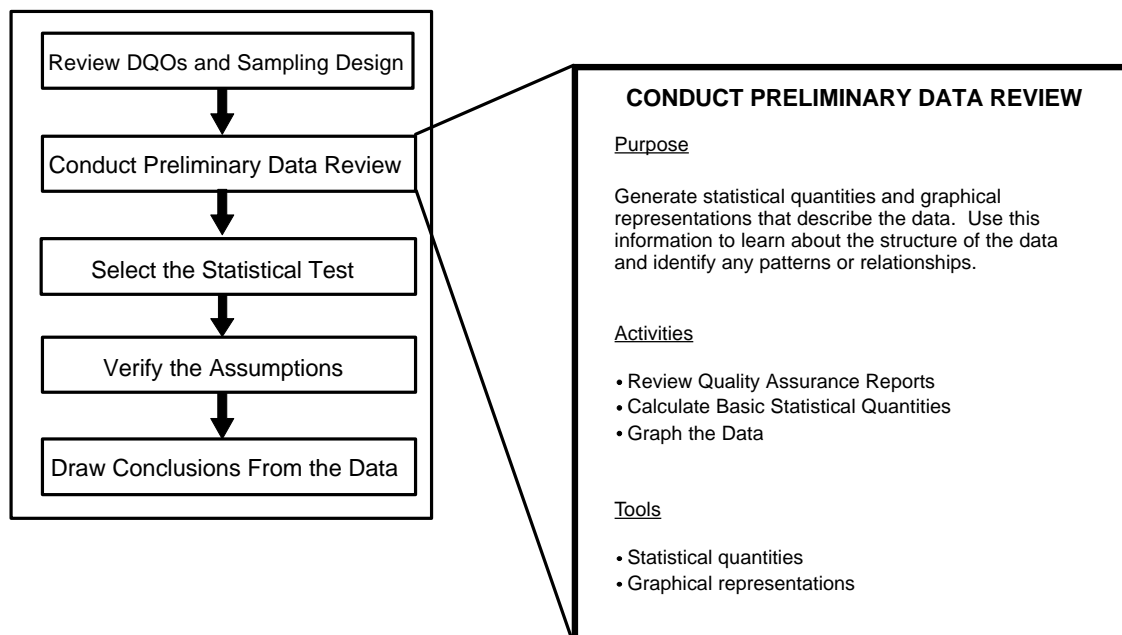 Review DQOs and Sampling Design
Conduct Preliminary Data Review
Select the Statistical Test
Verify the Assumptions
Draw Conclusions From the Data
CONDUCT PRELIMINARY DATA REVIEW
Purpose
Generate statistical quantities and graphical
representations that describe the data.  Use this
information to learn about the structure of the data
and identify any patterns or relationships.
Activities
• Review Quality Assurance Reports
• Calculate Basic Statistical Quantities
• Graph the Data
Tools
• Statistical quantities
• Graphical representations